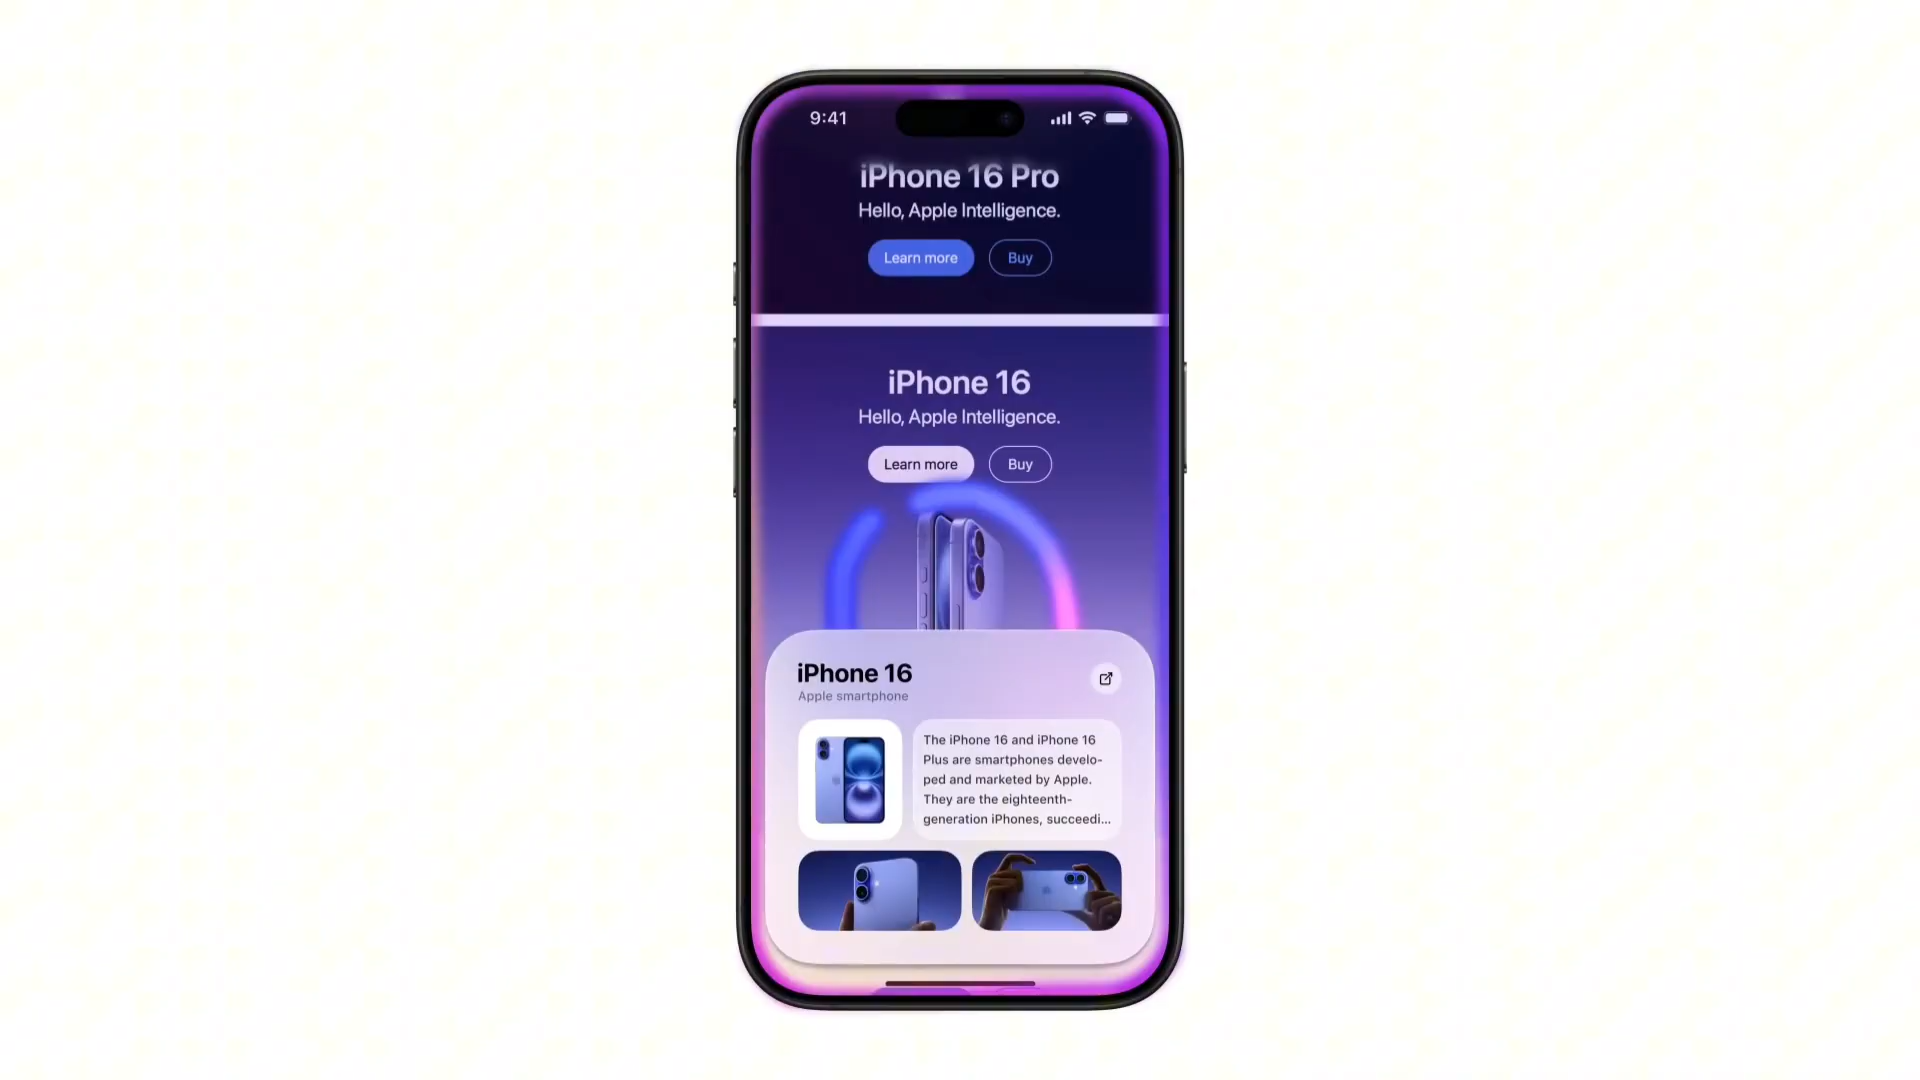 9:41
iPhone 16 Pro
Hello, Apple Intelligence.
Learn more
Buy
iPhone 16
Hello, Apple Intelligence.
Learn more
Buy
iPhone 16
Apple smartphone
The iPhone 16 and iPhone 16
Plus are smartphones develo-
ped and marketed by Apple.
They are the eighteenth-
generation iPhones, succeedi...